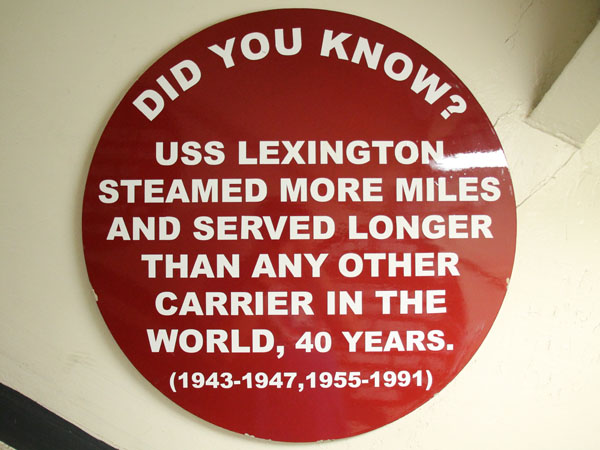 DID YOU KNOW?
USS LEXINGTON
STEAMED MORE MILES
AND SERVED LONGER
THAN ANY OTHER
CARRIER IN THE
WORLD, 40 YEARS.
(1943-1947,1955-1991)